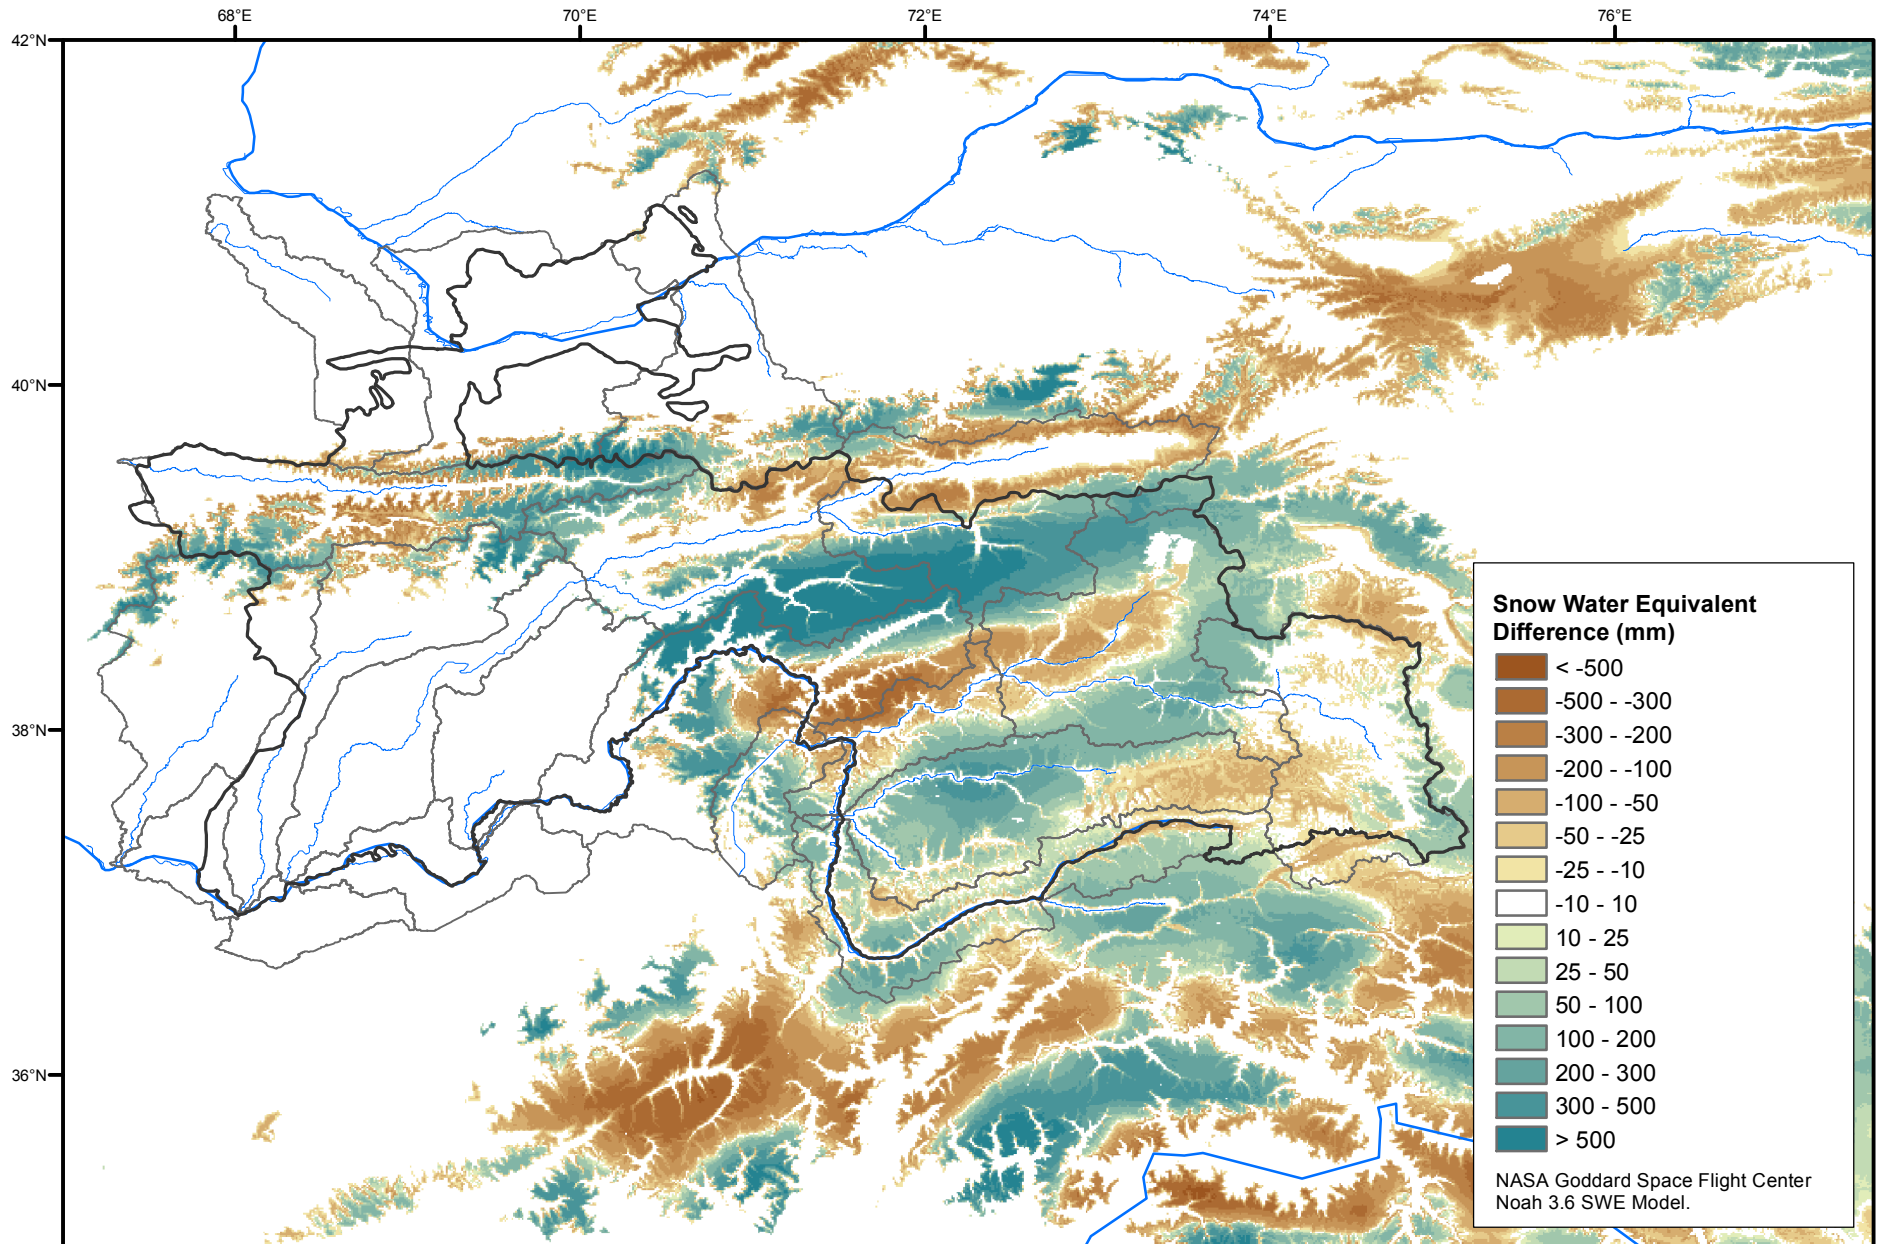 68°E
70°E
72°E
74°E
76°E
42°N
40°N
38°N
36°N
Snow Water Equivalent
Difference (mm)
< -500
-500 - -300
-300 - -200
-200 - -100
-100 - -50
-50 - -25
-25 - -10
-10 - 10
10 - 25
25 - 50
50 - 100
100 - 200
200 - 300
300 - 500
> 500
NASA Goddard Space Flight Center
Noah 3.6 SWE Model.